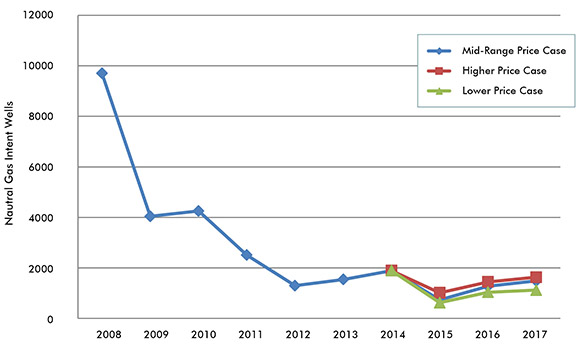 12000
10000
8000
6000
4000
2000
0
Nautral Gas Intent Wells
Mid-Range Price Case
Higher Price Case
Lower Price Case
2008 2009 2010 2011 2012 2013 2014 2015 2016 2017